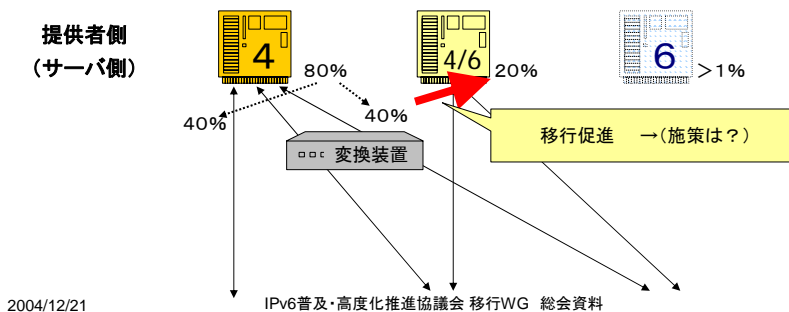 提供者側
(サーバ側)
4
80%
40%
40%
4/6
20%
6
>1%
移行促進 →(施策は?)
変換装置
2004/12/21
IPv6普及・高度化推進協議会 移行WG 総会資料